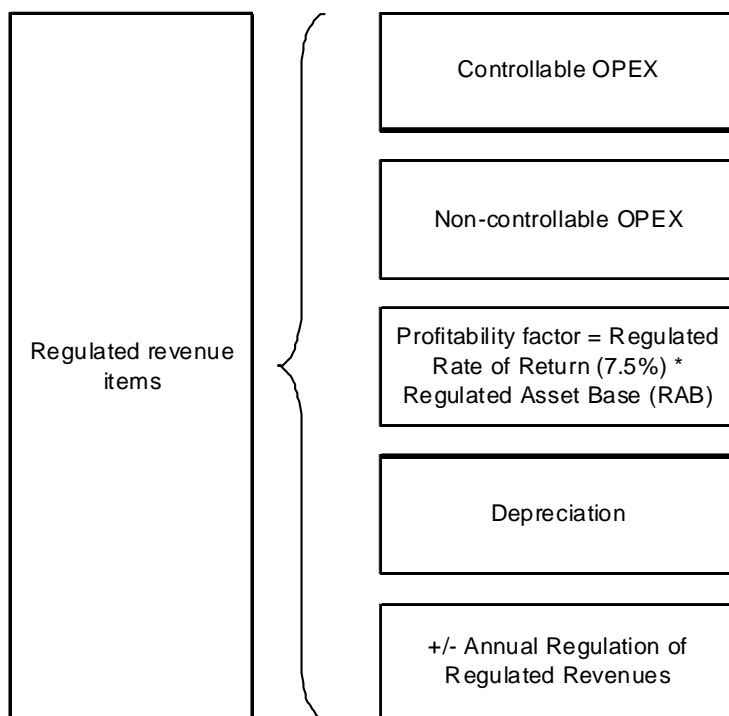 Regulated revenue
items
Controllable OPEX
Non-controllable OPEX
Profitability factor = Regulated
Rate of Return (7.5%) *
Regulated Asset Base (RAB)
Depreciation
+/- Annual Regulation of
Regulated Revenues